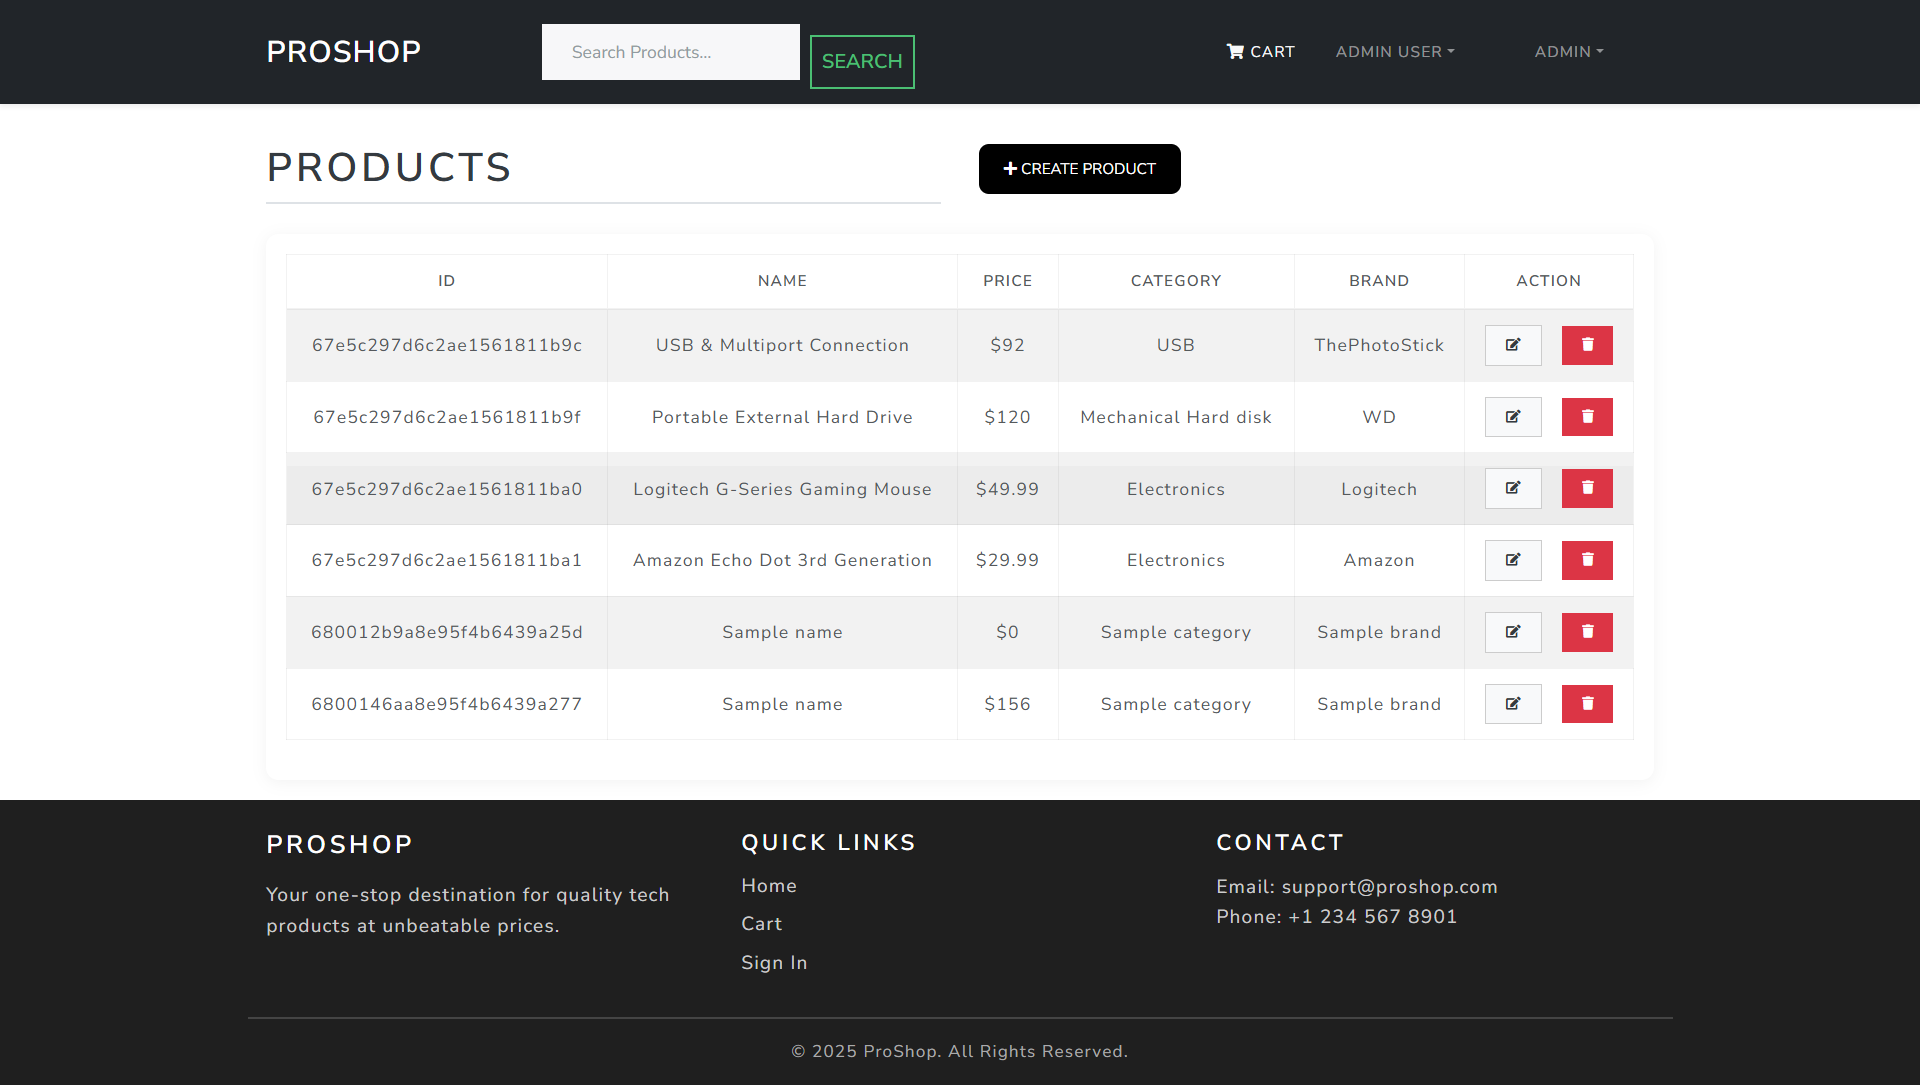 PROSHOP
Search Products...
SEARCH
CART
ADMIN USER
ADMIN
PRODUCTS
CREATE PRODUCT
ID NAME PRICE CATEGORY BRAND ACTION
67e5c297d6c2ae1561811b9c USB & Multiport Connection $92 USB ThePhotoStick
67e5c297d6c2ae1561811b9f Portable External Hard Drive $120 Mechanical Hard disk WD
67e5c297d6c2ae1561811ba0 Logitech G-Series Gaming Mouse $49.99 Electronics Logitech
67e5c297d6c2ae1561811ba1 Amazon Echo Dot 3rd Generation $29.99 Electronics Amazon
680012b9a8e95f4b6439a25d Sample name $0 Sample category Sample brand
6800146aa8e95f4b6439a277 Sample name $156 Sample category Sample brand
PROSHOP
Your one-stop destination for quality tech
products at unbeatable prices.
QUICK LINKS
Home
Cart
Sign In
CONTACT
Email: support@proshop.com
Phone: +1 234 567 8901
© 2025 ProShop. All Rights Reserved.